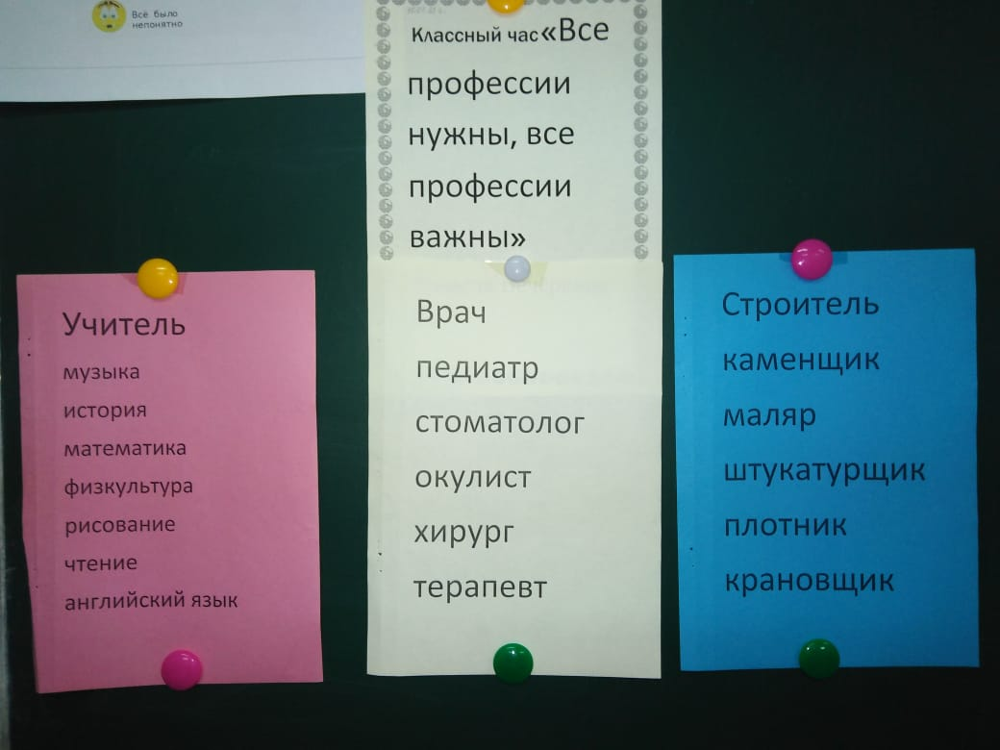 Всё было
непонятно
Классный час «Все
профессии
нужны, все
профессии
важны»
Учитель
музыка
история
математика
физкультура
рисование
чтение
английский язык
Врач
педиатр
стоматолог
окулист
хирург
терапевт
Строитель
каменщик
маляр
штукатурщик
плотник
крановщик